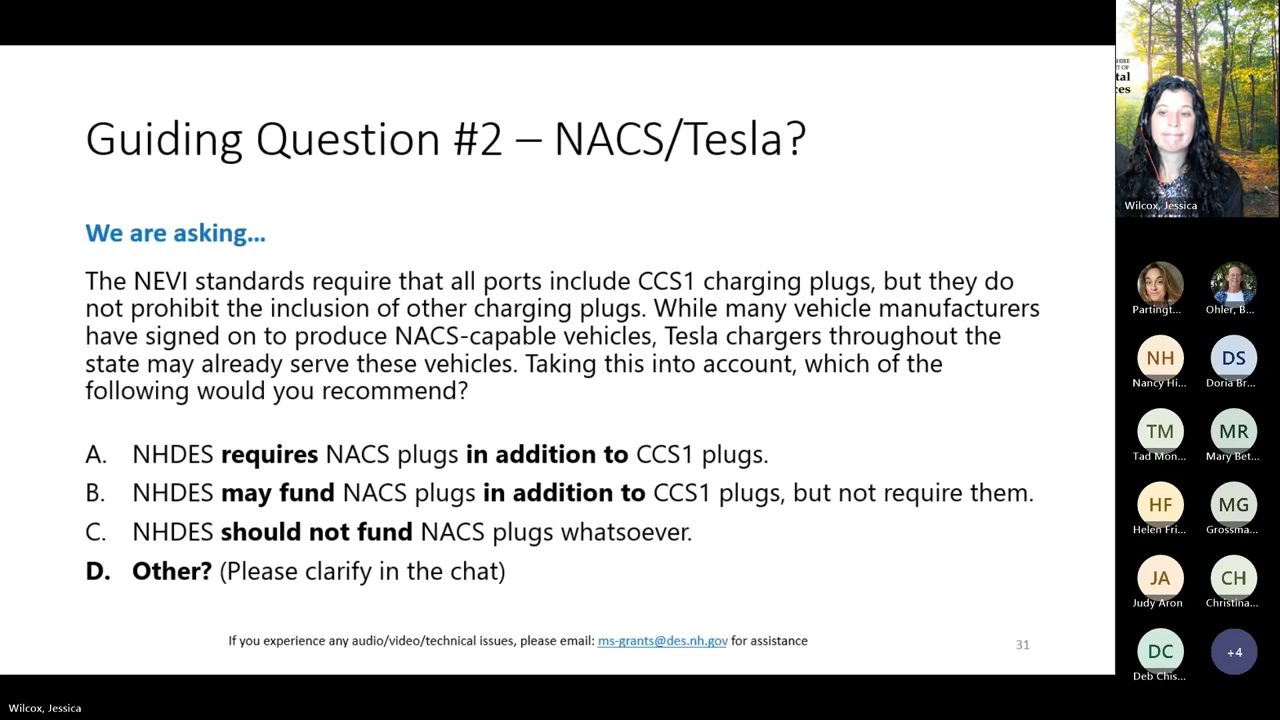 Guiding Question #2 – NACS/Tesla?
We are asking...
The NEVI standards require that all ports include CCS1 charging plugs, but they do
not prohibit the inclusion of other charging plugs. While many vehicle manufacturers
have signed on to produce NACS-capable vehicles, Tesla chargers throughout the
state may already serve these vehicles. Taking this into account, which of the
following would you recommend?
A. NHDES requires NACS plugs in addition to CCS1 plugs.
B. NHDES may fund NACS plugs in addition to CCS1 plugs, but not require them.
C. NHDES should not fund NACS plugs whatsoever.
D. Other? (Please clarify in the chat)
If you experience any audio/video/technical issues, please email: ms-grants@des.nh.gov for assistance
31
HIRE
T OF
tal
ces
Wilcox, Jessica
Partingt...
Ohler, B...
NH
DS
Nancy Hi...
Doria Br...
TM
MR
Tad Mon...
Mary Bet...
HF
MG
Helen Fri...
Grossma...
JA
CH
Judy Aron
Christina...
DC
+4
Deb Chis...
Wilcox, Jessica